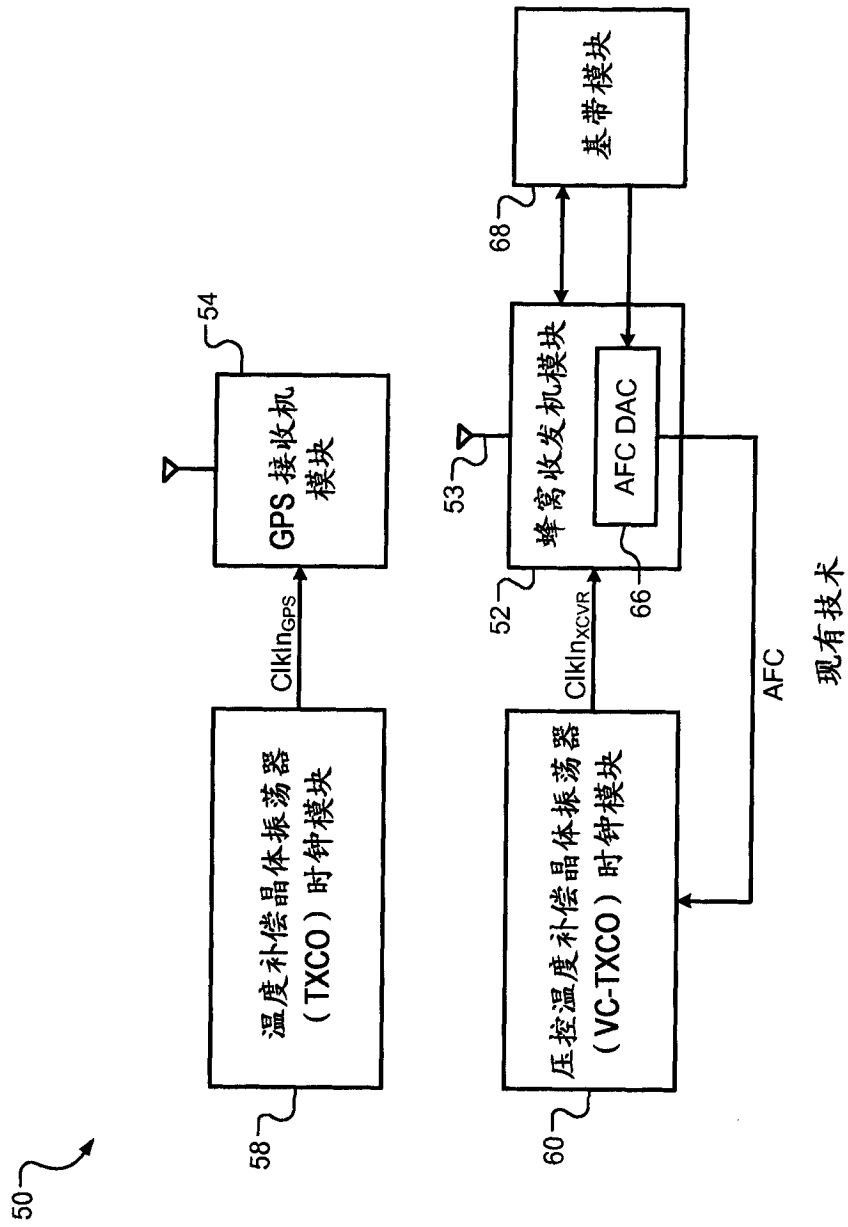 50
温度补偿晶体振荡器
（TXCO）时钟模块
58
ClkIn_GPS
GPS 接收机
模块
54
压控温度补偿晶体振荡器
（VC-TXCO）时钟模块
60
ClkIn_XCVR
53
蜂窝收发机模块
52
AFC DAC
66
基带模块
68
AFC
现有技术